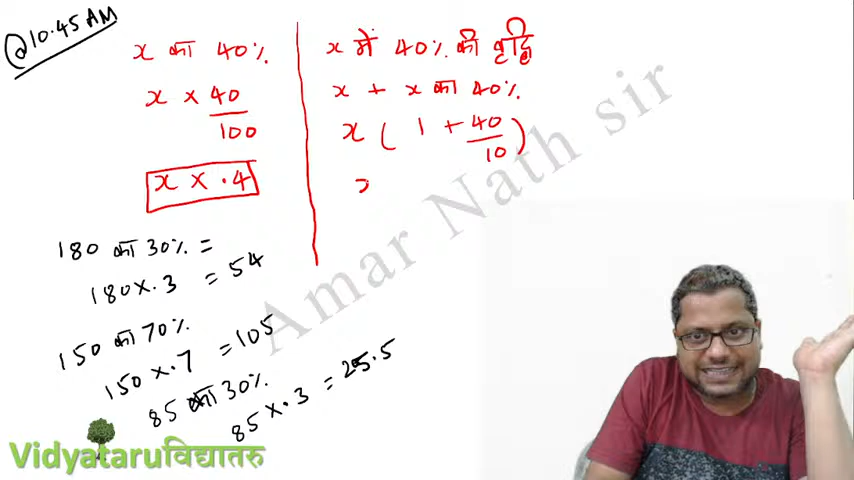 @10.45 AM
x का 40%
x × 40/100
x × .4
180 का 30% =
180×.3 = 54
150 का 70%
150 ×.7 = 105
85 का 30%
85×.3 = 25.5
x में 40% की वृद्धि
x + x का 40%
x ( 1 + 40/10 )
Amar Nath sir
Vidyataruविद्यातरु